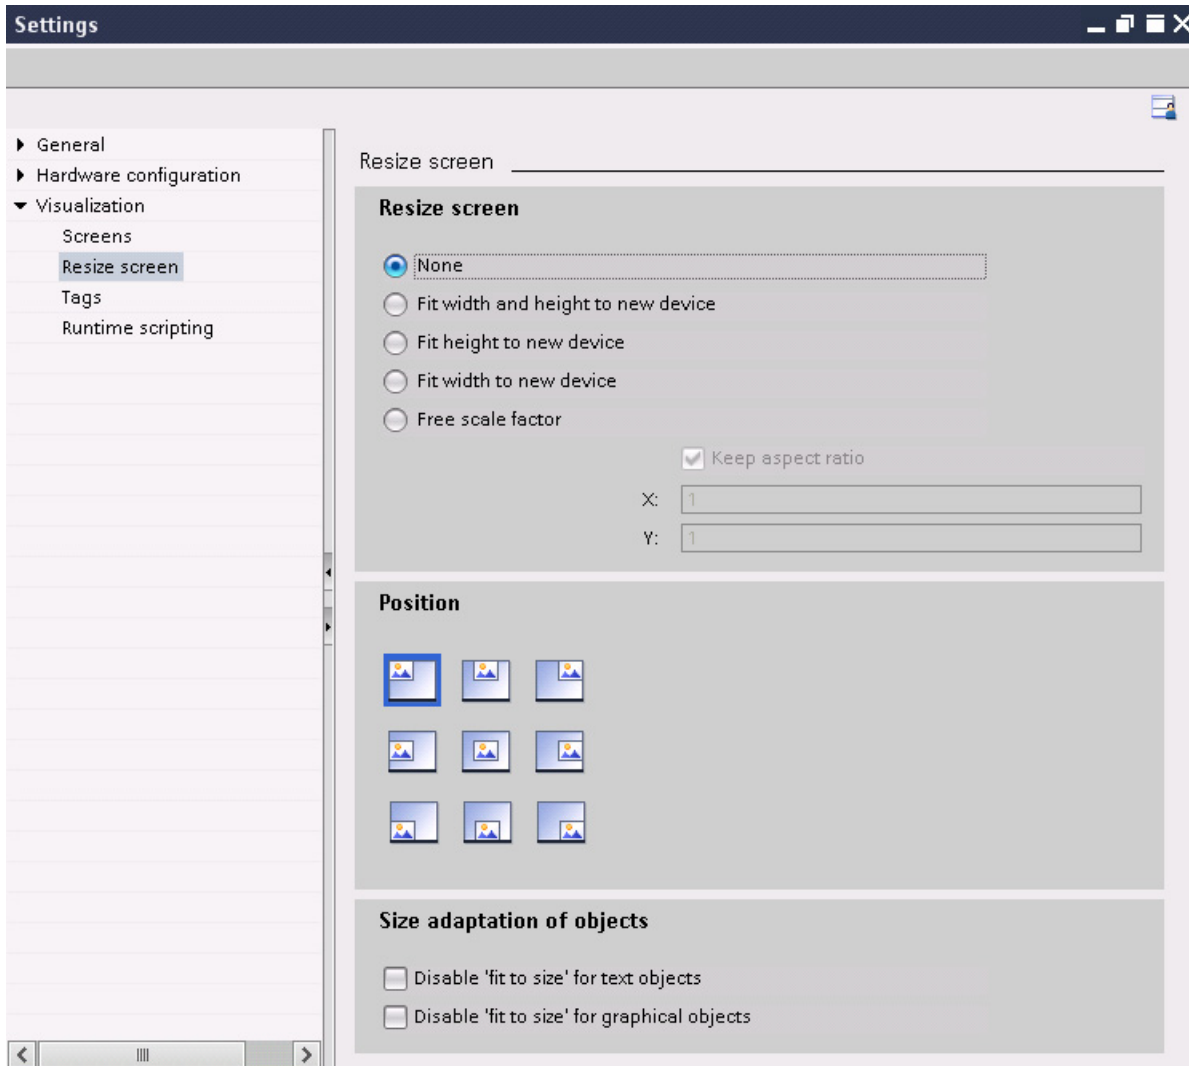 Settings
General
Hardware configuration
Visualization
Screens
Resize screen
Tags
Runtime scripting
Resize screen
Resize screen
None
Fit width and height to new device
Fit height to new device
Fit width to new device
Free scale factor
Keep aspect ratio
X: 1
Y: 1
Position
Size adaptation of objects
Disable 'fit to size' for text objects
Disable 'fit to size' for graphical objects